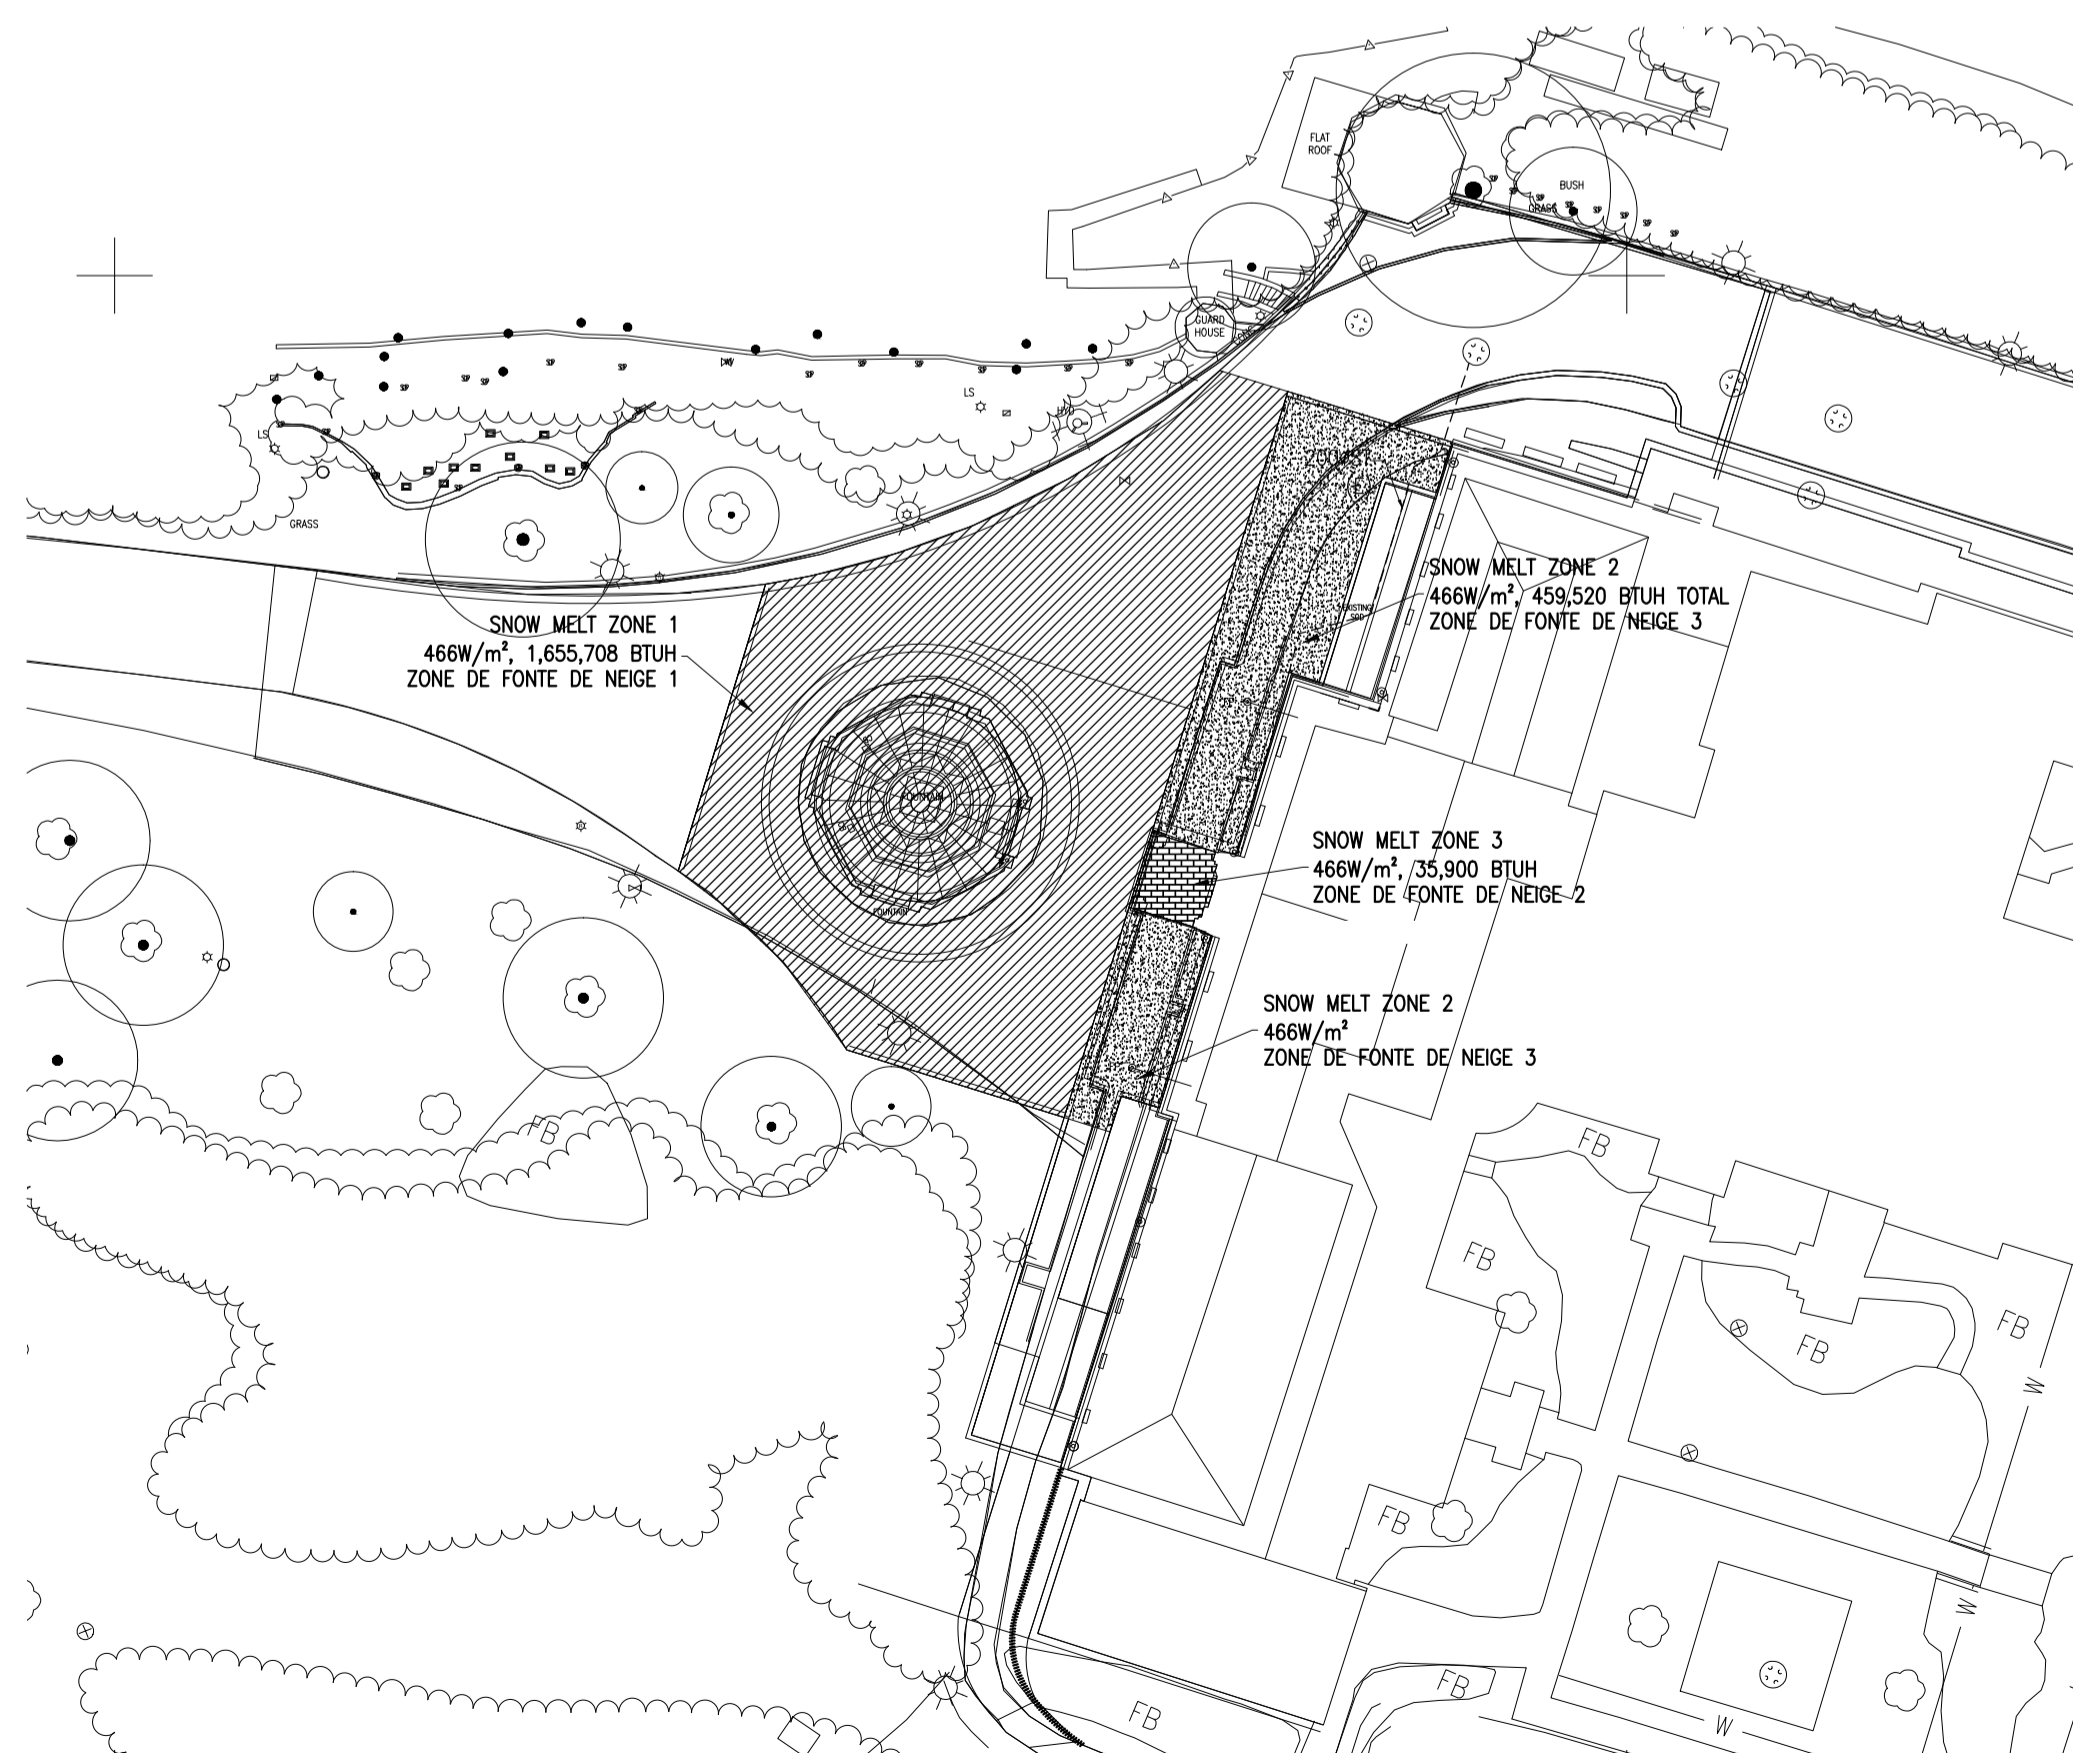 FLAT
ROOF
BUSH
GRASS
GUARD
HOUSE
LS
HYD
LS
GRASS
SNOW MELT ZONE 2
466W/m², 459,520 BTUH TOTAL
ZONE DE FONTE DE NEIGE 3
EXISTING
SNOW MELT ZONE 1
466W/m², 1,655,708 BTUH
ZONE DE FONTE DE NEIGE 1
FOUNTAIN
SNOW MELT ZONE 3
466W/m², 35,900 BTUH
ZONE DE FONTE DE NEIGE 2
FOUNTAIN
SNOW MELT ZONE 2
466W/m²
ZONE DE FONTE DE NEIGE 3
FB
FB
FB
FB
FB
W
FB
W
FB
FB
W